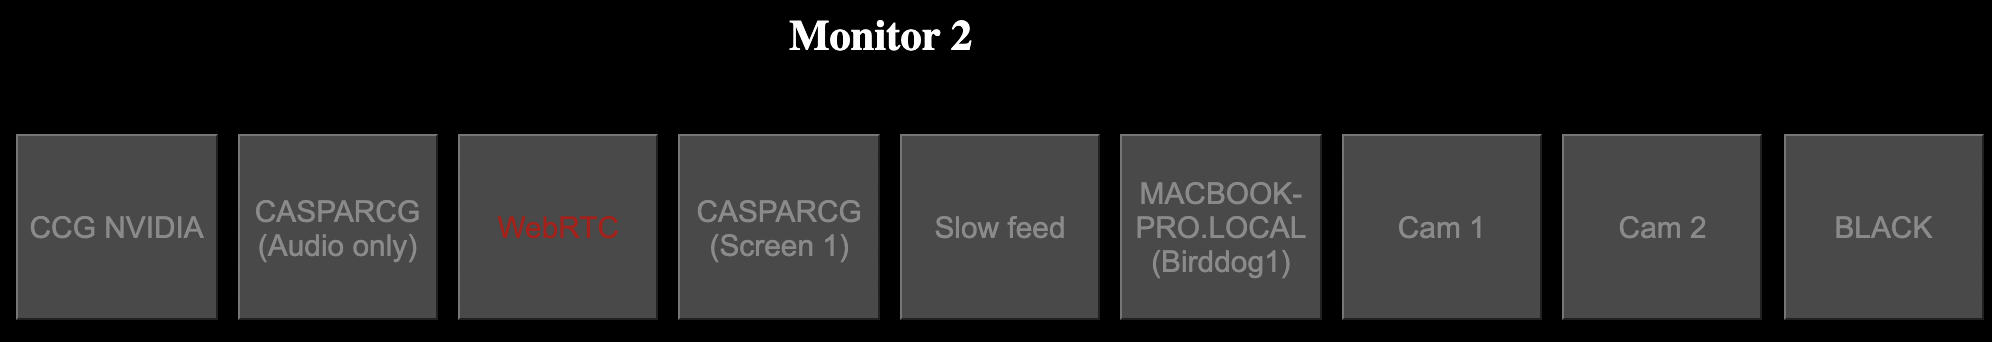 Monitor 2
CCG NVIDIA
CASPARCG
(Audio only)
WebRTC
CASPARCG
(Screen 1)
Slow feed
MACBOOK-
PRO.LOCAL
(Birddog1)
Cam 1
Cam 2
BLACK